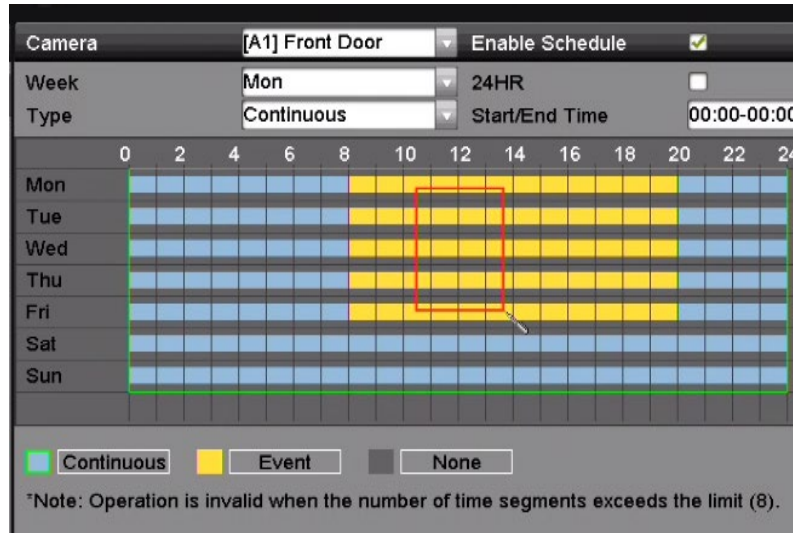 Camera [A1] Front Door Enable Schedule
Week Mon 24HR
Type Continuous Start/End Time 00:00-00:00
0 2 4 6 8 10 12 14 16 18 20 22 24
Mon
Tue
Wed
Thu
Fri
Sat
Sun
Continuous Event None
*Note: Operation is invalid when the number of time segments exceeds the limit (8).